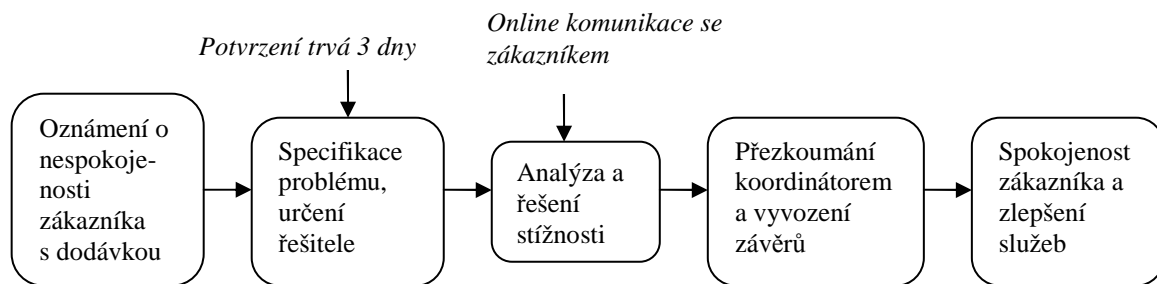 Potvrzení trvá 3 dny
Online komunikace se
zákazníkem
Oznámení o
nespokoje-
nosti
zákazníka
s dodávkou
Specifikace
problému,
určení
řešitele
Analýza a
řešení
stížnosti
Přezkoumání
koordinátorem
a vyvození
závěrů
Spokojenost
zákazníka a
zlepšení
služeb